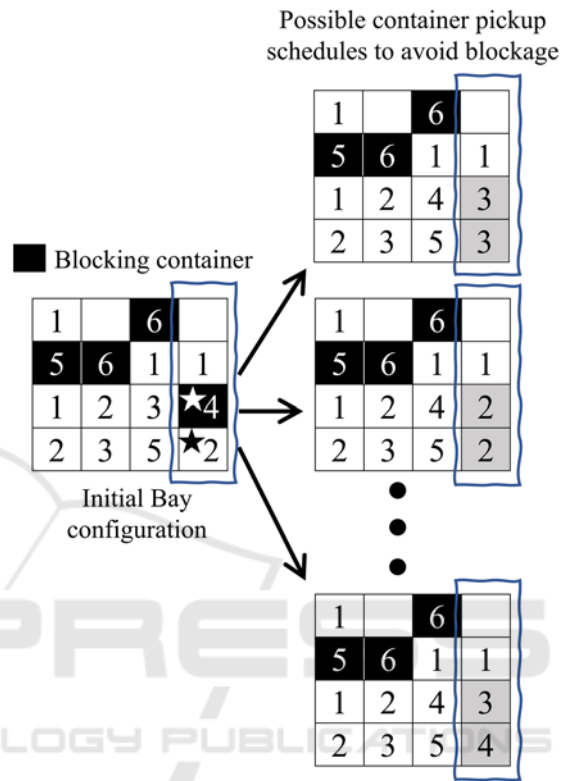 Possible container pickup
schedules to avoid blockage
1 6
5 6 1 1
1 2 4 3
2 3 5 3
Blocking container
1 6
5 6 1 1
1 2 3 ★4
2 3 5 ★2
Initial Bay
configuration
1 6
5 6 1 1
1 2 4 2
2 3 5 2
1 6
5 6 1 1
1 2 4 3
2 3 5 4
PRESS
LOGY PUBLICATIONS